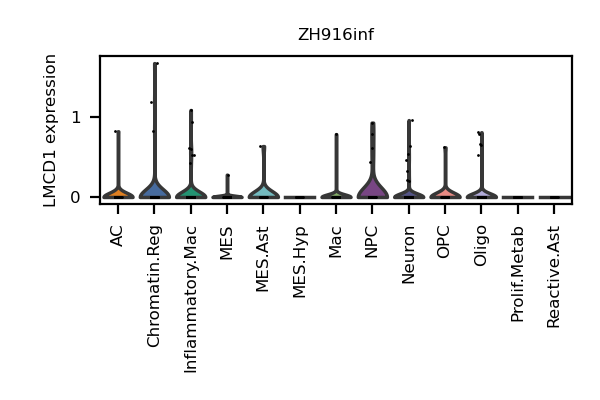 ZH916inf
LMCD1 expression
1
0
AC
Chromatin.Reg
Inflammatory.Mac
MES
MES.Ast
MES.Hyp
Mac
NPC
Neuron
OPC
Oligo
Prolif.Metab
Reactive.Ast